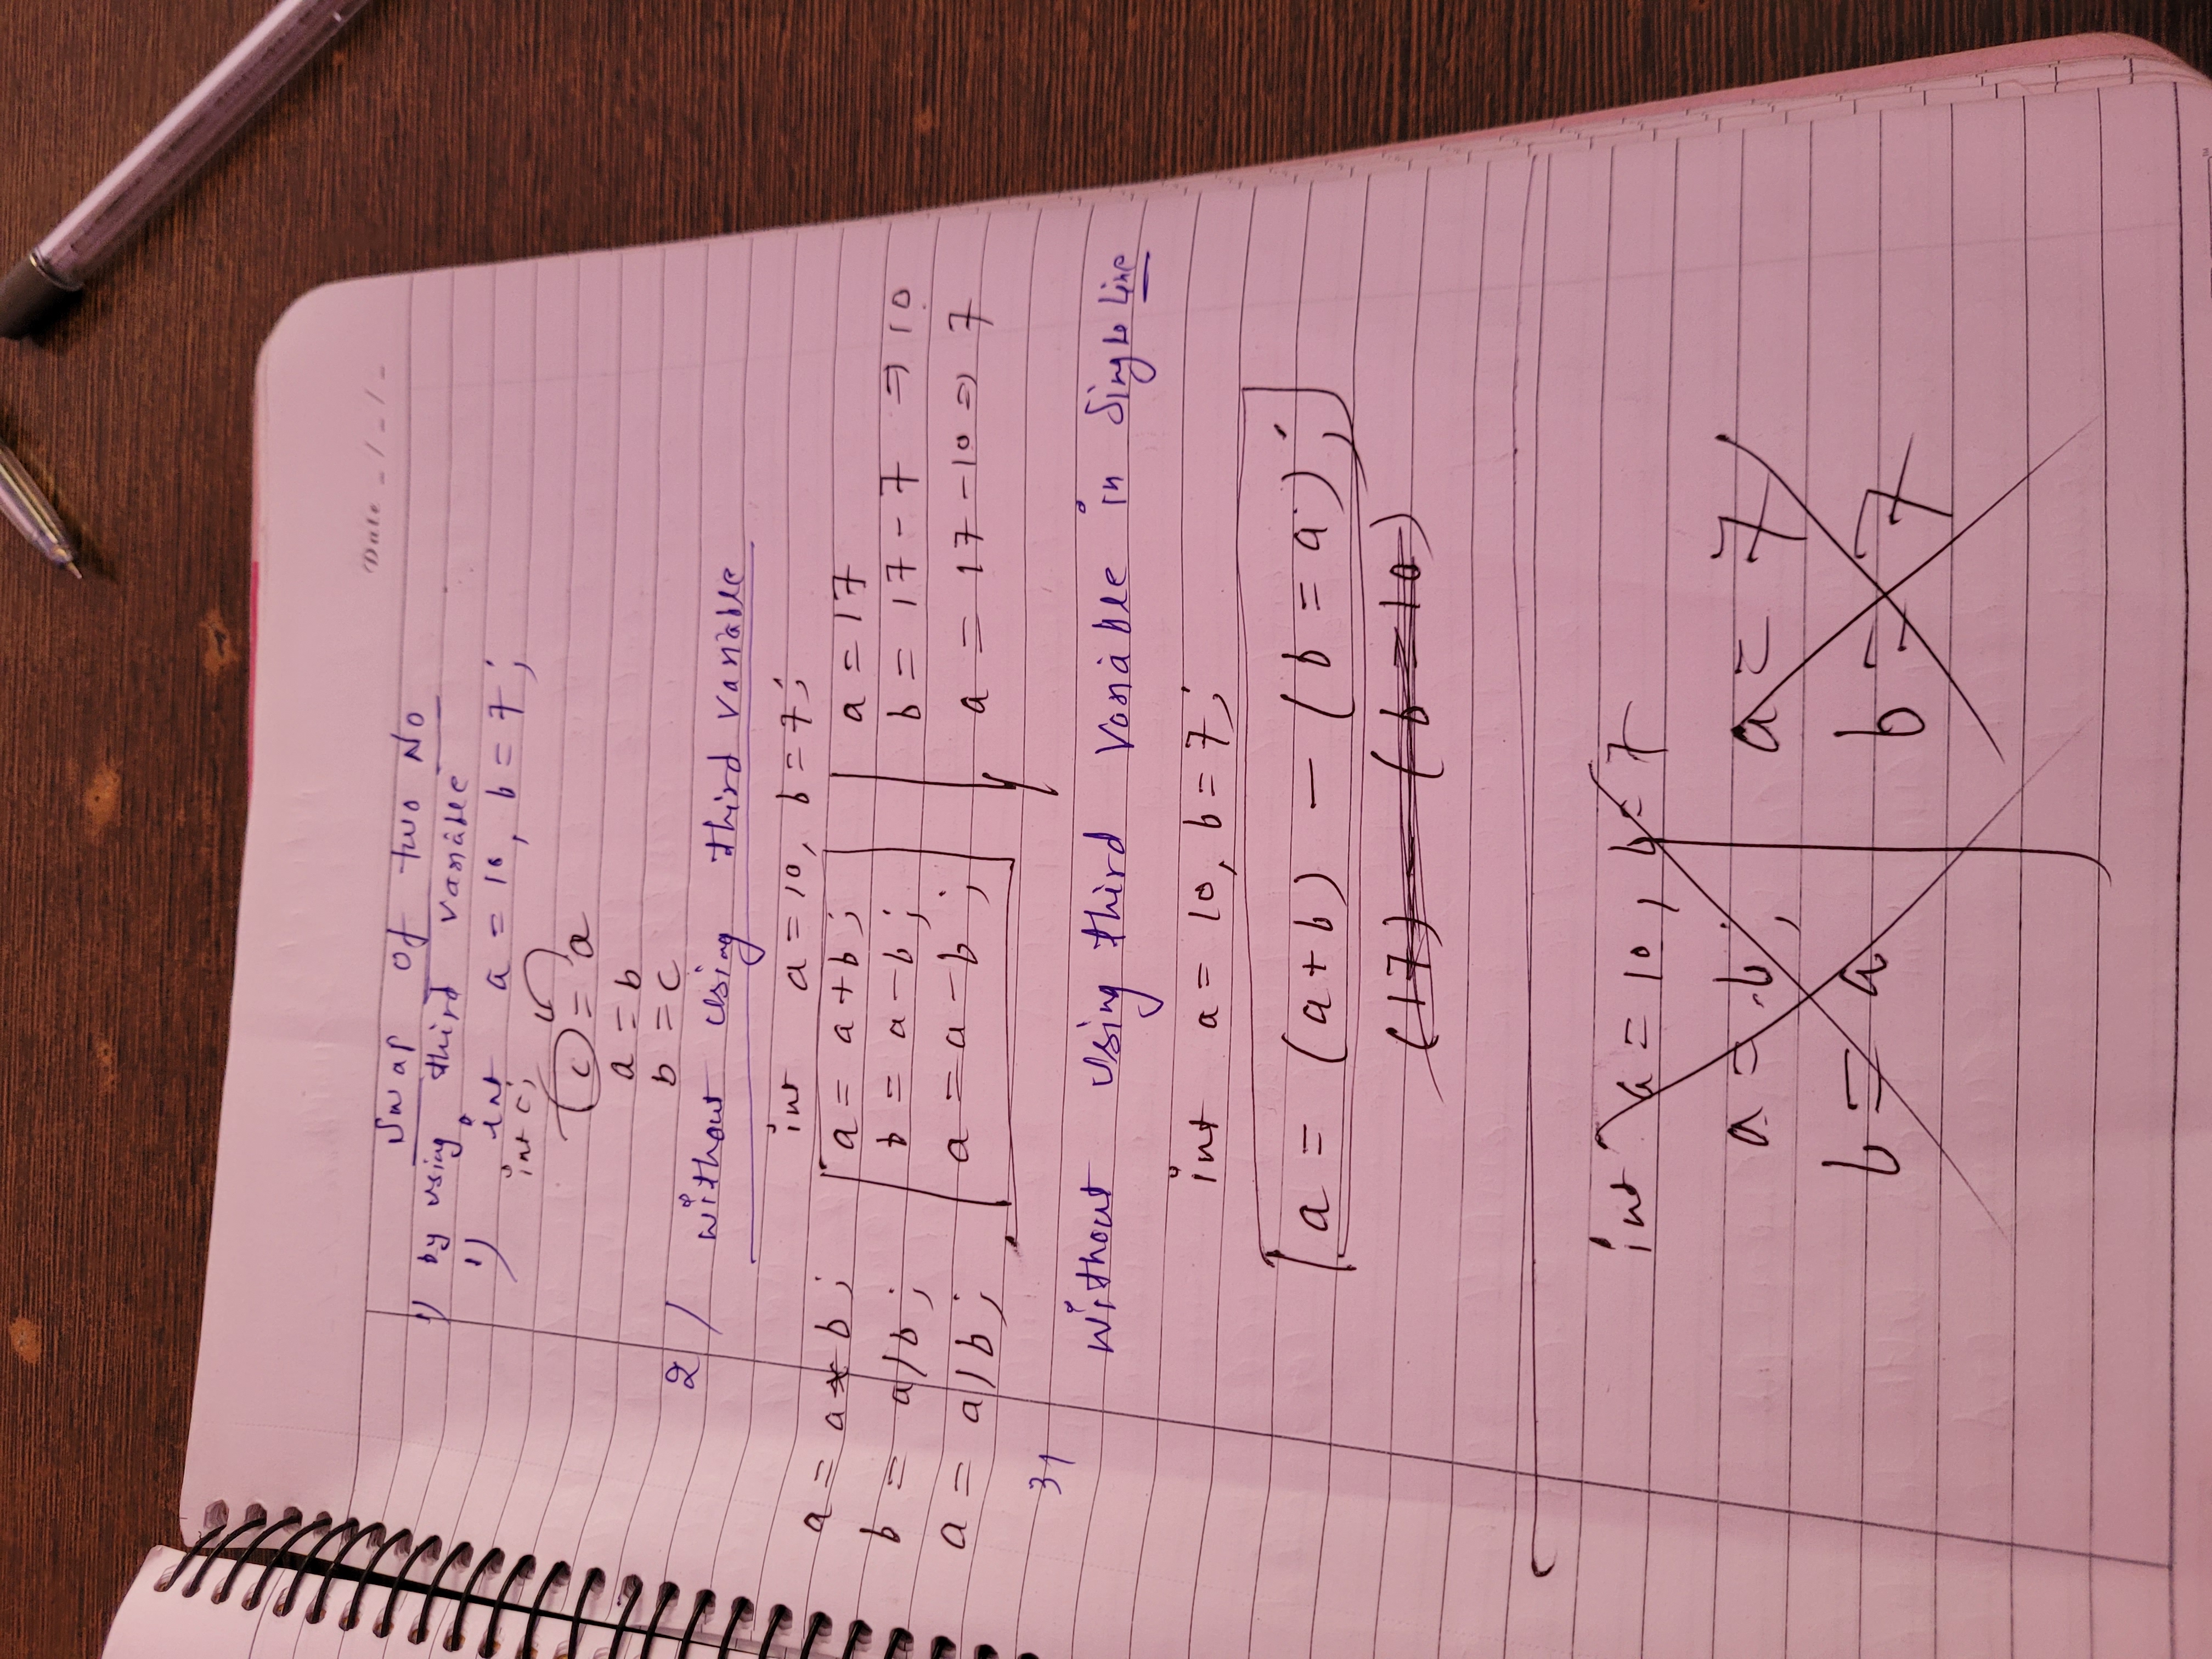 Date _ / _ / _
Swap of two No
1) by using third variable
1) int a = 10, b = 7;
int c;
c = a
a = b
b = c
2) without using third variable
int a = 10, b = 7;
a = a * b;
b = a / b;
a = a / b;
a = a + b;
b = a - b;
a = a - b;
a = 17
b = 17 - 7 ⇒ 10
a = 17 - 10 ⇒ 7
3)
without using third variable in single line
int a = 10, b = 7;
a = (a + b) - (b = a);
(17) - (b = 10)
int a = 10, b = 7
a = b;
b = a
a = 7
b = 7